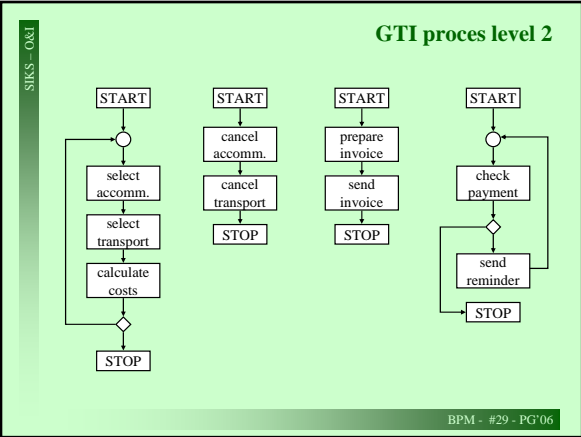 GTI proces level 2
SIKS – O&I
START
select
accomm.
select
transport
calculate
costs
STOP
START
cancel
accomm.
cancel
transport
STOP
START
prepare
invoice
send
invoice
STOP
START
check
payment
send
reminder
STOP
BPM - #29 - PG'06